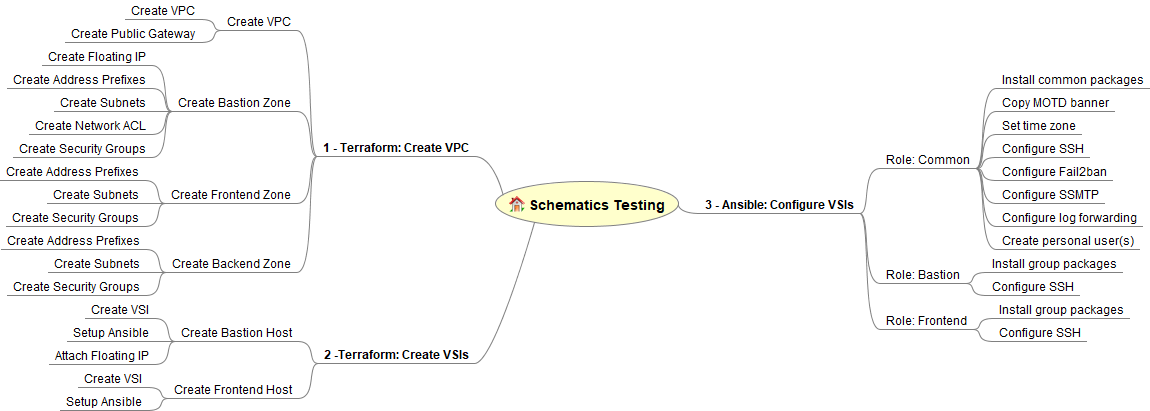 Schematics Testing
1 - Terraform: Create VPC
Create VPC
Create VPC
Create Public Gateway
Create Bastion Zone
Create Floating IP
Create Address Prefixes
Create Subnets
Create Network ACL
Create Security Groups
Create Frontend Zone
Create Address Prefixes
Create Subnets
Create Security Groups
Create Backend Zone
Create Address Prefixes
Create Subnets
Create Security Groups
2 -Terraform: Create VSIs
Create Bastion Host
Create VSI
Setup Ansible
Attach Floating IP
Create Frontend Host
Create VSI
Setup Ansible
3 - Ansible: Configure VSIs
Role: Common
Install common packages
Copy MOTD banner
Set time zone
Configure SSH
Configure Fail2ban
Configure SSMTP
Configure log forwarding
Create personal user(s)
Role: Bastion
Install group packages
Configure SSH
Role: Frontend
Install group packages
Configure SSH